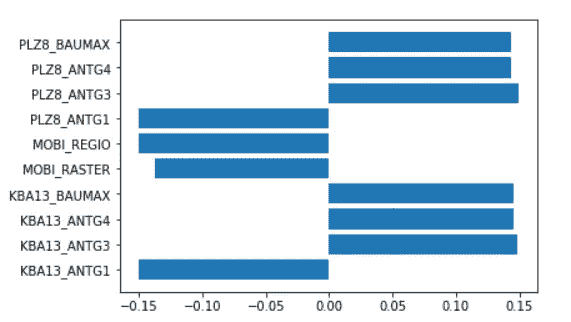 PLZ8_BAUMAX
PLZ8_ANTG4
PLZ8_ANTG3
PLZ8_ANTG1
MOBI_REGIO
MOBI_RASTER
KBA13_BAUMAX
KBA13_ANTG4
KBA13_ANTG3
KBA13_ANTG1
−0.15 −0.10 −0.05 0.00 0.05 0.10 0.15